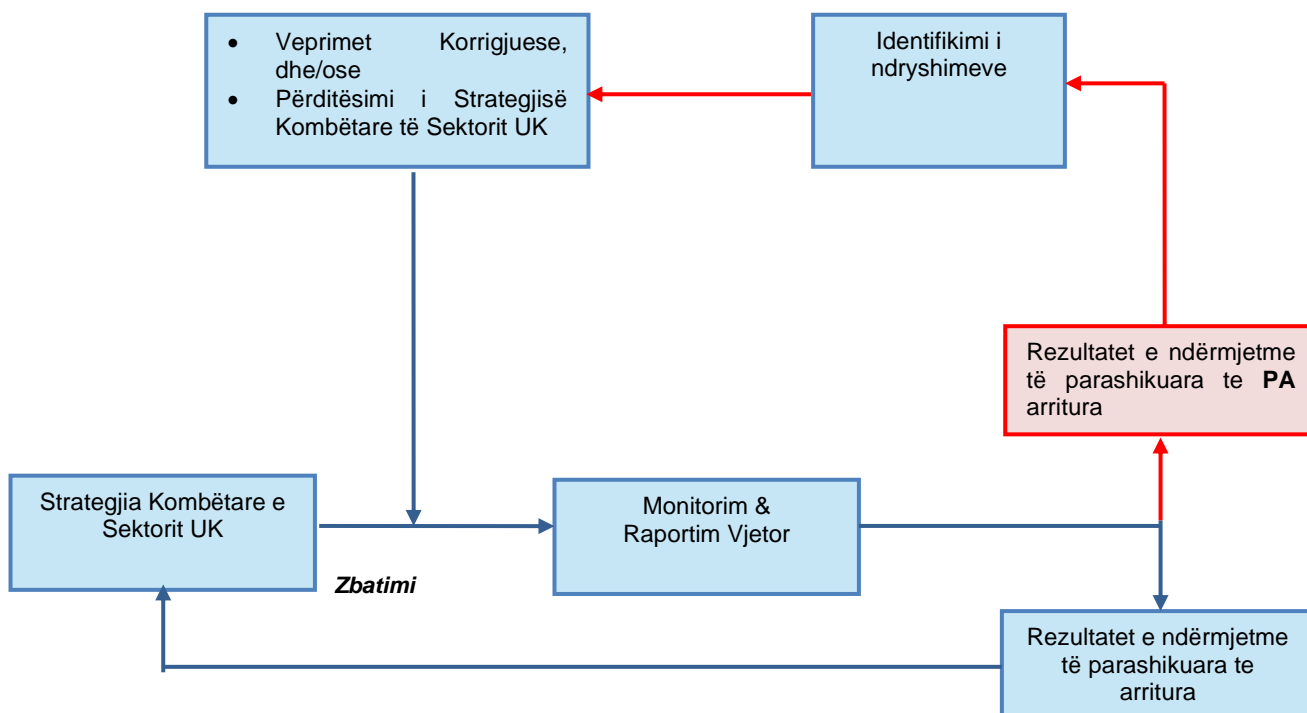 • Veprimet Korrigjuese,
dhe/ose
• Përditësimi i Strategjisë
Kombëtare të Sektorit UK
Identifikimi i
ndryshimeve
Rezultatet e ndërmjetme
të parashikuara te PA
arritura
Strategjia Kombëtare e
Sektorit UK
Zbatimi
Monitorim &
Raportim Vjetor
Rezultatet e ndërmjetme
të parashikuara te
arritura